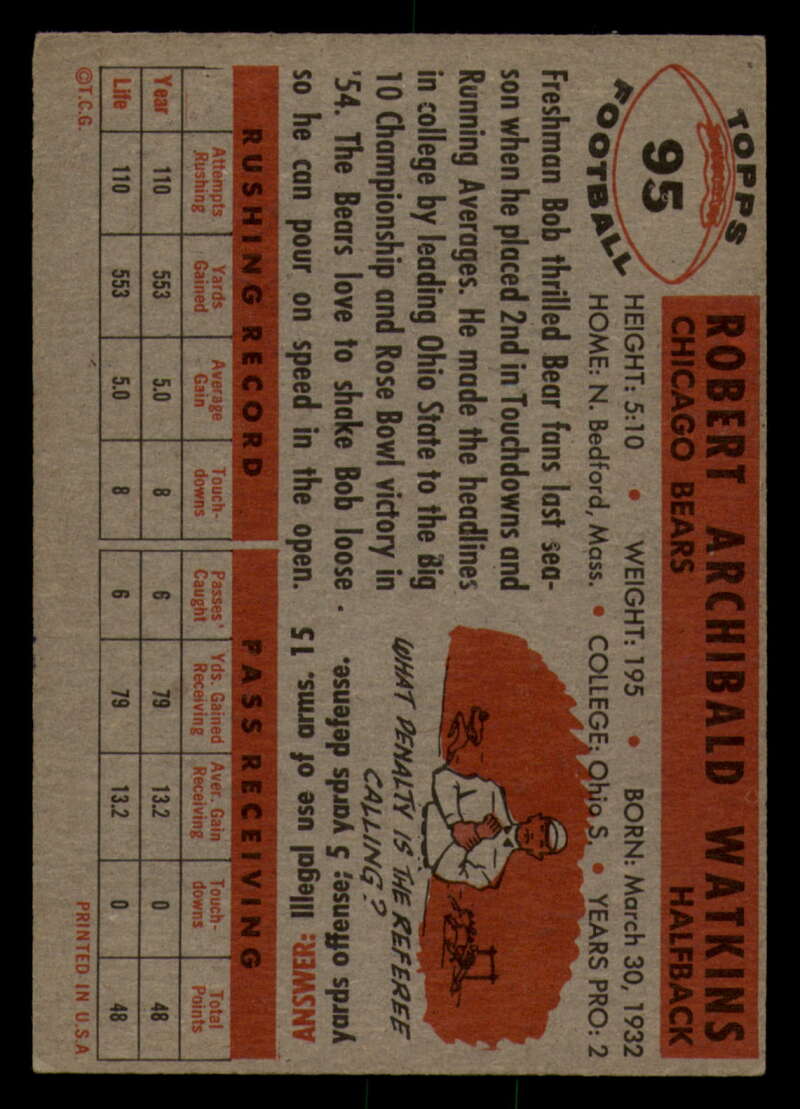 TOPPS
95
FOOTBALL
ROBERT ARCHIBALD WATKINS
CHICAGO BEARS HALFBACK
HEIGHT: 5:10 • WEIGHT: 195 • BORN: March 30, 1932
HOME: N. Bedford, Mass. • COLLEGE: Ohio S. • YEARS PRO: 2
Freshman Bob thrilled Bear fans last sea-
son when he placed 2nd in Touchdowns and
Running Averages. He made the headlines
in college by leading Ohio State to the Big
10 Championship and Rose Bowl victory in
'54. The Bears love to shake Bob loose
so he can pour on speed in the open.
WHAT PENALTY IS THE REFEREE
CALLING?
ANSWER: Illegal use of arms. 15
yards offense; 5 yards defense.
RUSHING RECORD PASS RECEIVING
Attempts Rushing Yards Gained Average Gain Touch-downs Passes Caught Yds. Gained Receiving Aver. Gain Receiving Touch-downs Total Points
Year 110 553 5.0 8 6 79 13.2 0 48
Life 110 553 5.0 8 6 79 13.2 0 48
©T.C.G. PRINTED IN U.S.A